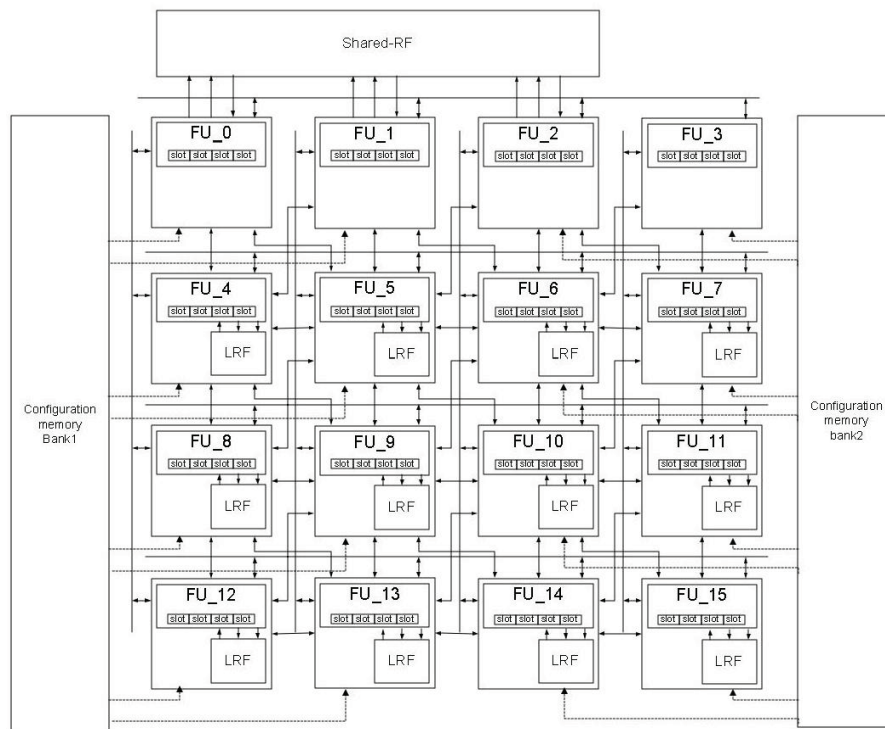 Shared-RF
FU_0
slot slot slot slot
FU_1
slot slot slot slot
FU_2
slot slot slot slot
FU_3
slot slot slot slot
FU_4
slot slot slot slot
LRF
FU_5
slot slot slot slot
LRF
FU_6
slot slot slot slot
LRF
FU_7
slot slot slot slot
LRF
Configuration
memory
Bank1
Configuration
memory
bank2
FU_8
slot slot slot slot
LRF
FU_9
slot slot slot slot
LRF
FU_10
slot slot slot slot
LRF
FU_11
slot slot slot slot
LRF
FU_12
slot slot slot slot
LRF
FU_13
slot slot slot slot
LRF
FU_14
slot slot slot slot
LRF
FU_15
slot slot slot slot
LRF